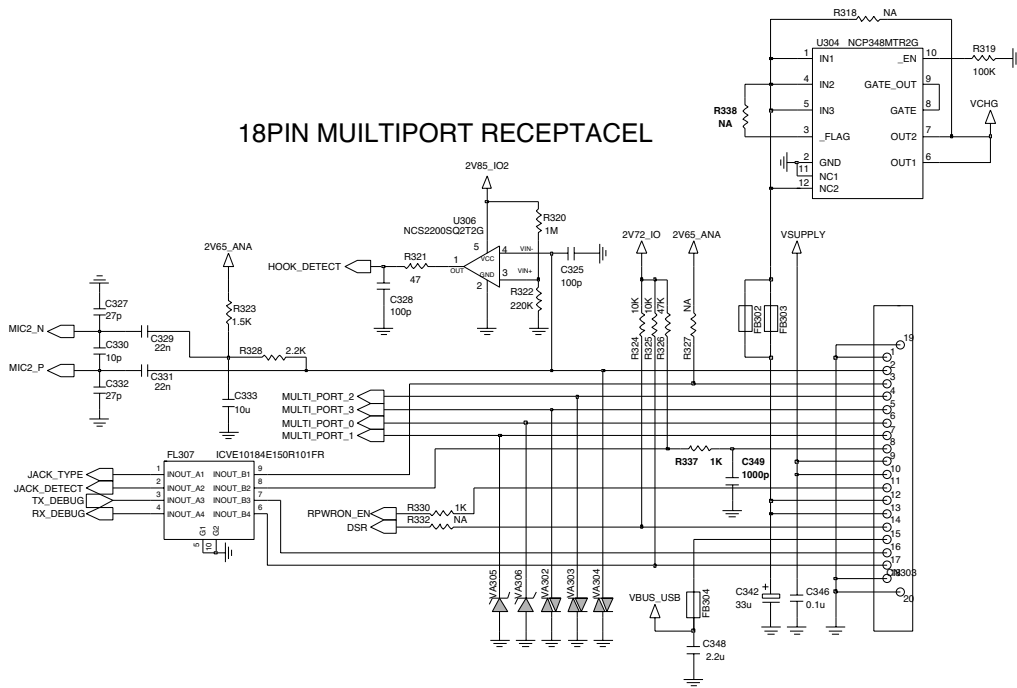 18PIN MUILTIPORT RECEPTACEL
R318 NA
U304 NCP348MTR2G
1 IN1 _EN 10
R319
100K
4 IN2 GATE_OUT 9
5 IN3 GATE 8
R338
NA
3 _FLAG OUT2 7
VCHG
2 GND OUT1 6
11 NC1
12 NC2
2V85_IO2
U306
NCS2200SQ2T2G
R320
1M
5 VCC
4 VIN-
1 OUT
GND 3 VIN+
2
HOOK_DETECT
R321
47
C328
100p
C325
100p
R322
220K
2V65_ANA
R323
1.5K
C327
27p
MIC2_N
C329
22n
C330
10p
R328 2.2K
MIC2_P
C331
22n
C332
27p
C333
10u
2V72_IO 2V65_ANA
VSUPPLY
10K 10K 47K NA
R324 R325 R326 R327
FB302 FB303
MULTI_PORT_2
MULTI_PORT_3
MULTI_PORT_0
MULTI_PORT_1
FL307 ICVE10184E150R101FR
JACK_TYPE 1 INOUT_A1 INOUT_B1 9
JACK_DETECT 2 INOUT_A2 INOUT_B2 8
TX_DEBUG 3 INOUT_A3 INOUT_B3 7
RX_DEBUG 4 INOUT_A4 INOUT_B4 6
G1 G2
5 10
R337 1K
C349
1000p
RPWRON_EN R330 1K
DSR R332 NA
VA305 VA306 VA302 VA303 VA304
VBUS_USB
FB304
C348
2.2u
C342
33u
+
C346
0.1u
19
1
2
3
4
5
6
7
8
9
10
11
12
13
14
15
16
17
20